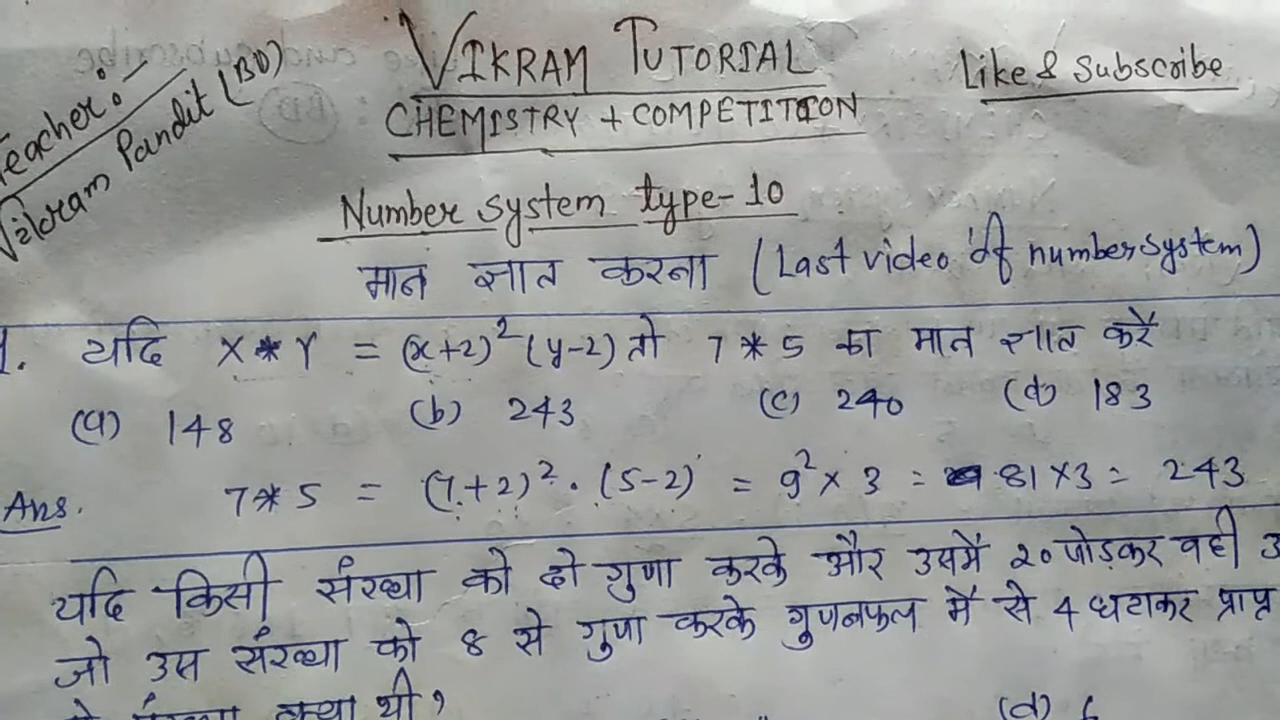 Teacher:-
Vikram Pandit (BD)
VIKRAM TUTORIAL
CHEMISTRY + COMPETITION
Like & Subscribe
Number system type-10
मान ज्ञात करना (Last video of number system)
1. यदि X * Y = (x+2)²(y-2) तो 7 * 5 का मान ज्ञात करें
(a) 148 (b) 243 (c) 240 (d) 183
Ans. 7 * 5 = (7+2)² . (5-2) = 9² × 3 = 81 × 3 = 243
यदि किसी संख्या को दो गुणा करके और उसमें 20 जोड़कर वही
जो उस संख्या को 8 से गुणा करके गुणनफल में से 4 घटाकर प्राप्त
संख्या क्या थी?
(d) 6